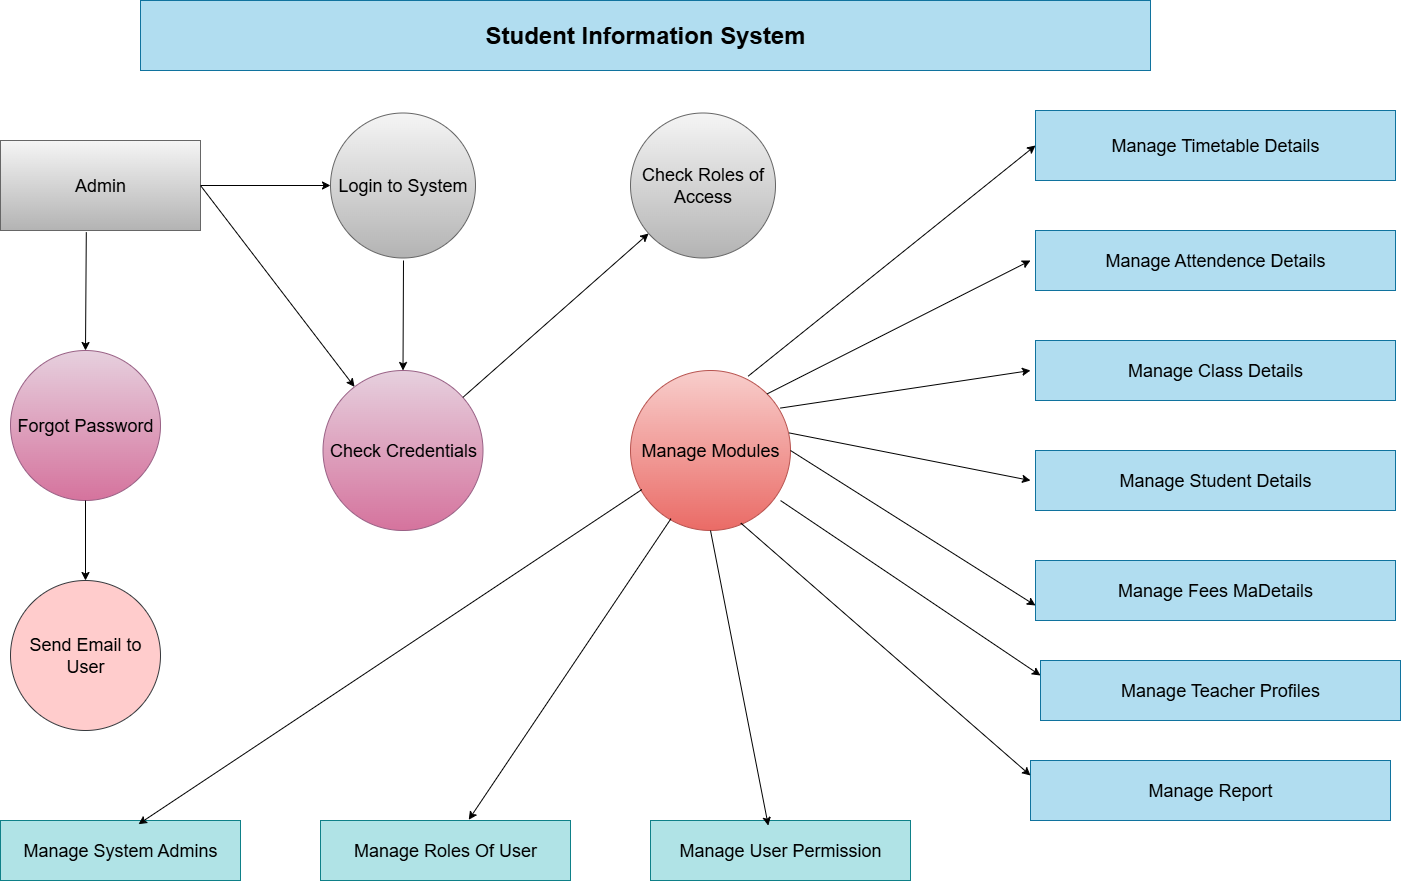 Student Information System
Admin
Login to System
Check Roles of
Access
Manage Timetable Details
Manage Attendence Details
Manage Class Details
Forgot Password
Check Credentials
Manage Modules
Manage Student Details
Manage Fees MaDetails
Send Email to
User
Manage Teacher Profiles
Manage Report
Manage System Admins
Manage Roles Of User
Manage User Permission